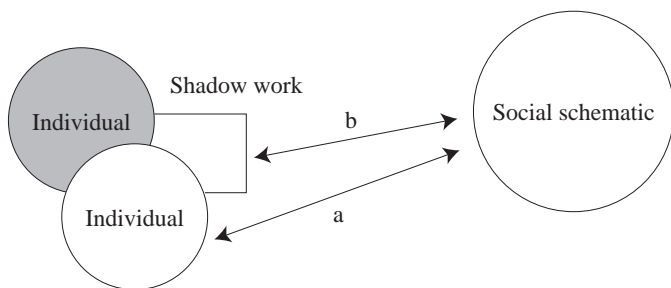 Shadow work
Individual
b
Social schematic
Individual
a